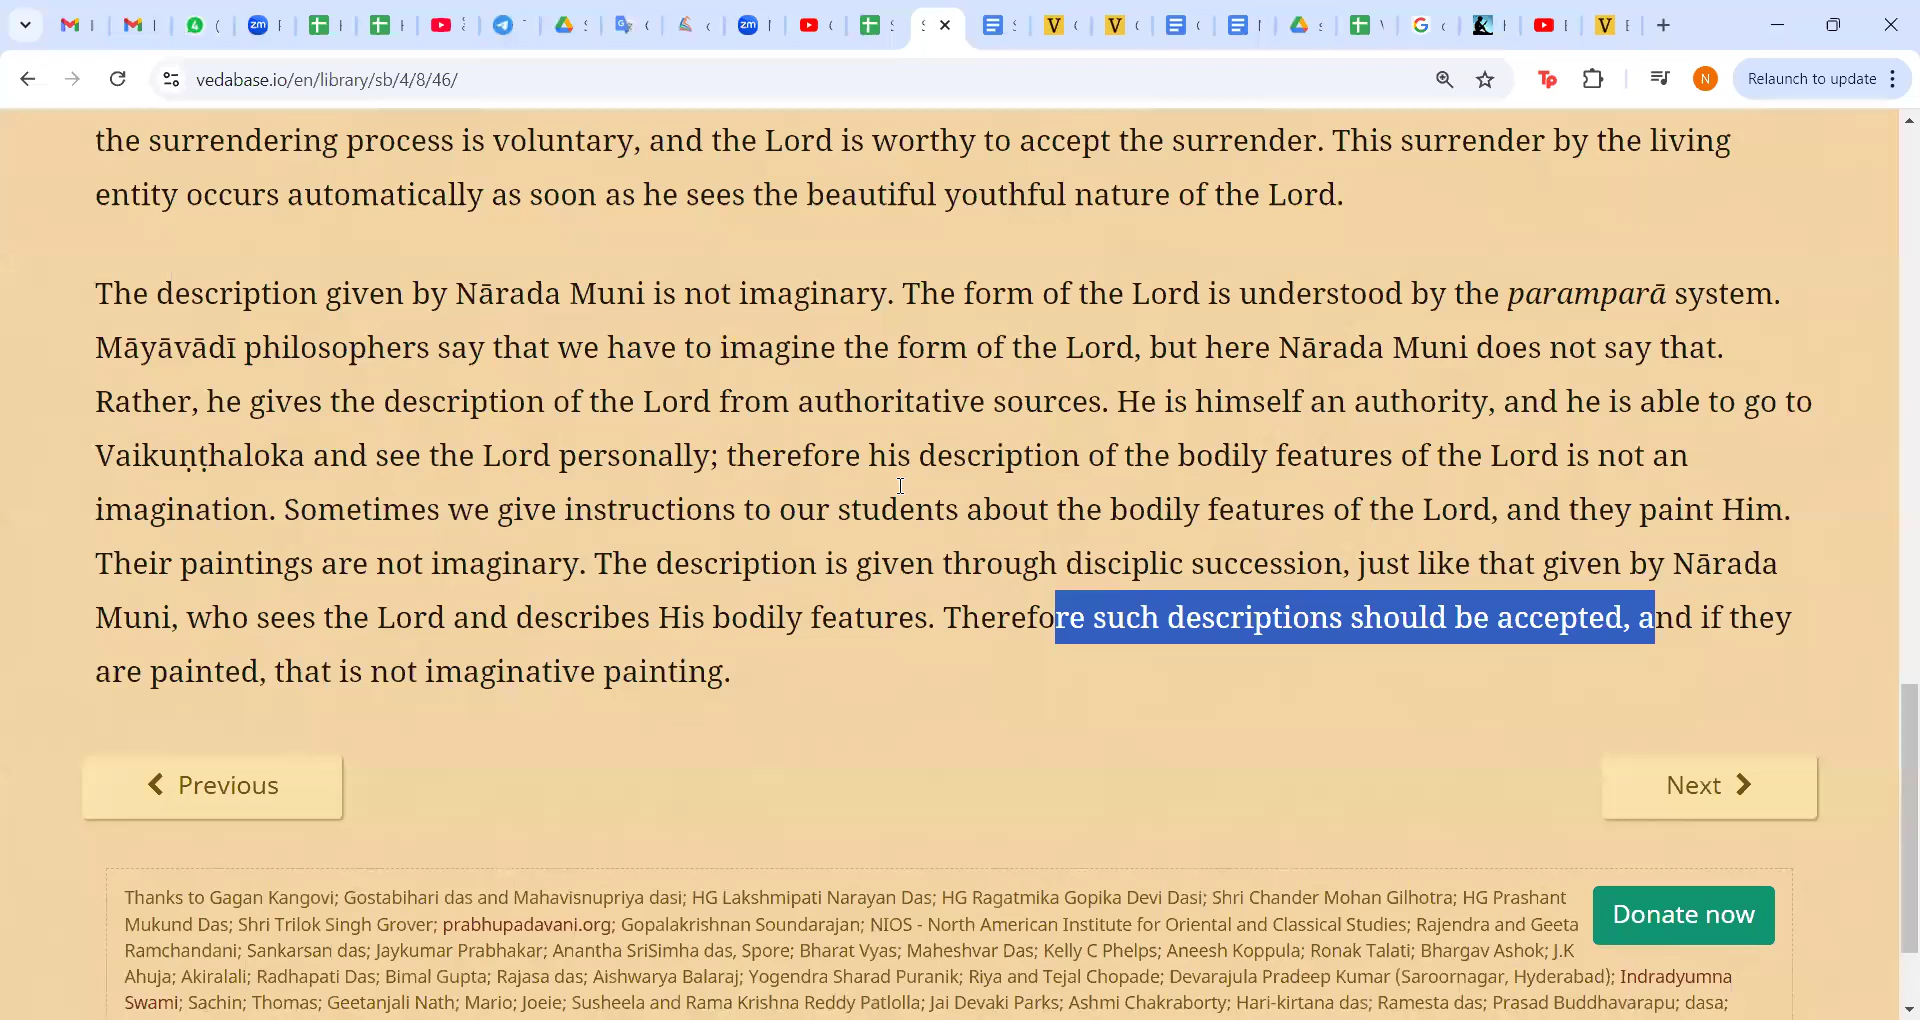 vedabase.io/en/library/sb/4/8/46/
Relaunch to update
the surrendering process is voluntary, and the Lord is worthy to accept the surrender. This surrender by the living
entity occurs automatically as soon as he sees the beautiful youthful nature of the Lord.
The description given by Nārada Muni is not imaginary. The form of the Lord is understood by the paramparā system.
Māyāvādī philosophers say that we have to imagine the form of the Lord, but here Nārada Muni does not say that.
Rather, he gives the description of the Lord from authoritative sources. He is himself an authority, and he is able to go to
Vaikuṇṭhaloka and see the Lord personally; therefore his description of the bodily features of the Lord is not an
imagination. Sometimes we give instructions to our students about the bodily features of the Lord, and they paint Him.
Their paintings are not imaginary. The description is given through disciplic succession, just like that given by Nārada
Muni, who sees the Lord and describes His bodily features. Therefore such descriptions should be accepted, and if they
are painted, that is not imaginative painting.
Previous
Next
Thanks to Gagan Kangovi; Gostabihari das and Mahavisnupriya dasi; HG Lakshmipati Narayan Das; HG Ragatmika Gopika Devi Dasi; Shri Chander Mohan Gilhotra; HG Prashant
Mukund Das; Shri Trilok Singh Grover; prabhupadavani.org; Gopalakrishnan Soundarajan; NIOS - North American Institute for Oriental and Classical Studies; Rajendra and Geeta
Ramchandani; Sankarsan das; Jaykumar Prabhakar; Anantha SriSimha das, Spore; Bharat Vyas; Maheshvar Das; Kelly C Phelps; Aneesh Koppula; Ronak Talati; Bhargav Ashok; J.K
Ahuja; Akiralali; Radhapati Das; Bimal Gupta; Rajasa das; Aishwarya Balaraj; Yogendra Sharad Puranik; Riya and Tejal Chopade; Devarajula Pradeep Kumar (Saroornagar, Hyderabad); Indradyumna
Swami; Sachin; Thomas; Geetanjali Nath; Mario; Joeie; Susheela and Rama Krishna Reddy Patlolla; Jai Devaki Parks; Ashmi Chakraborty; Hari-kirtana das; Ramesta das; Prasad Buddhavarapu; dasa;
Donate now